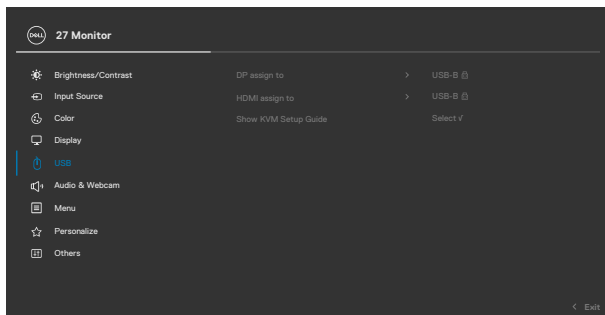 DELL 27 Monitor
Brightness/Contrast DP assign to > USB-B
Input Source HDMI assign to > USB-B
Color Show KVM Setup Guide Select √
Display
USB
Audio & Webcam
Menu
Personalize
Others
< Exit